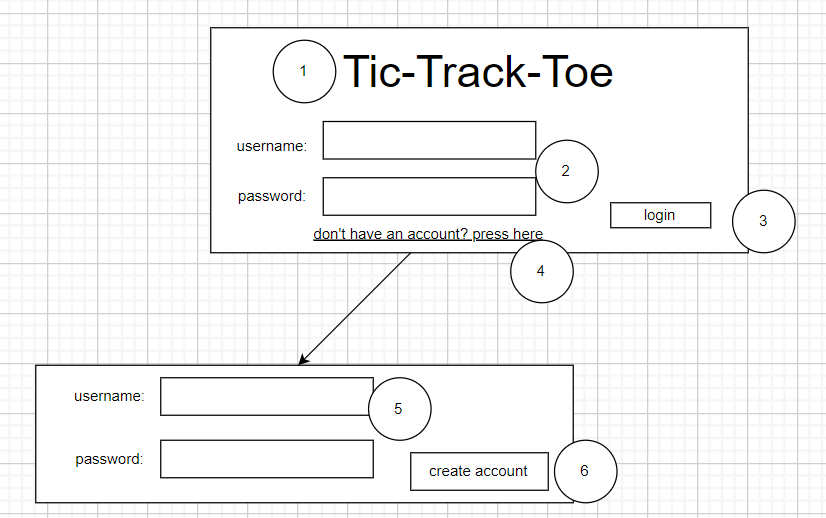 1 Tic-Track-Toe
username:
2
password:
login
3
don't have an account? press here
4
username:
5
password:
create account
6